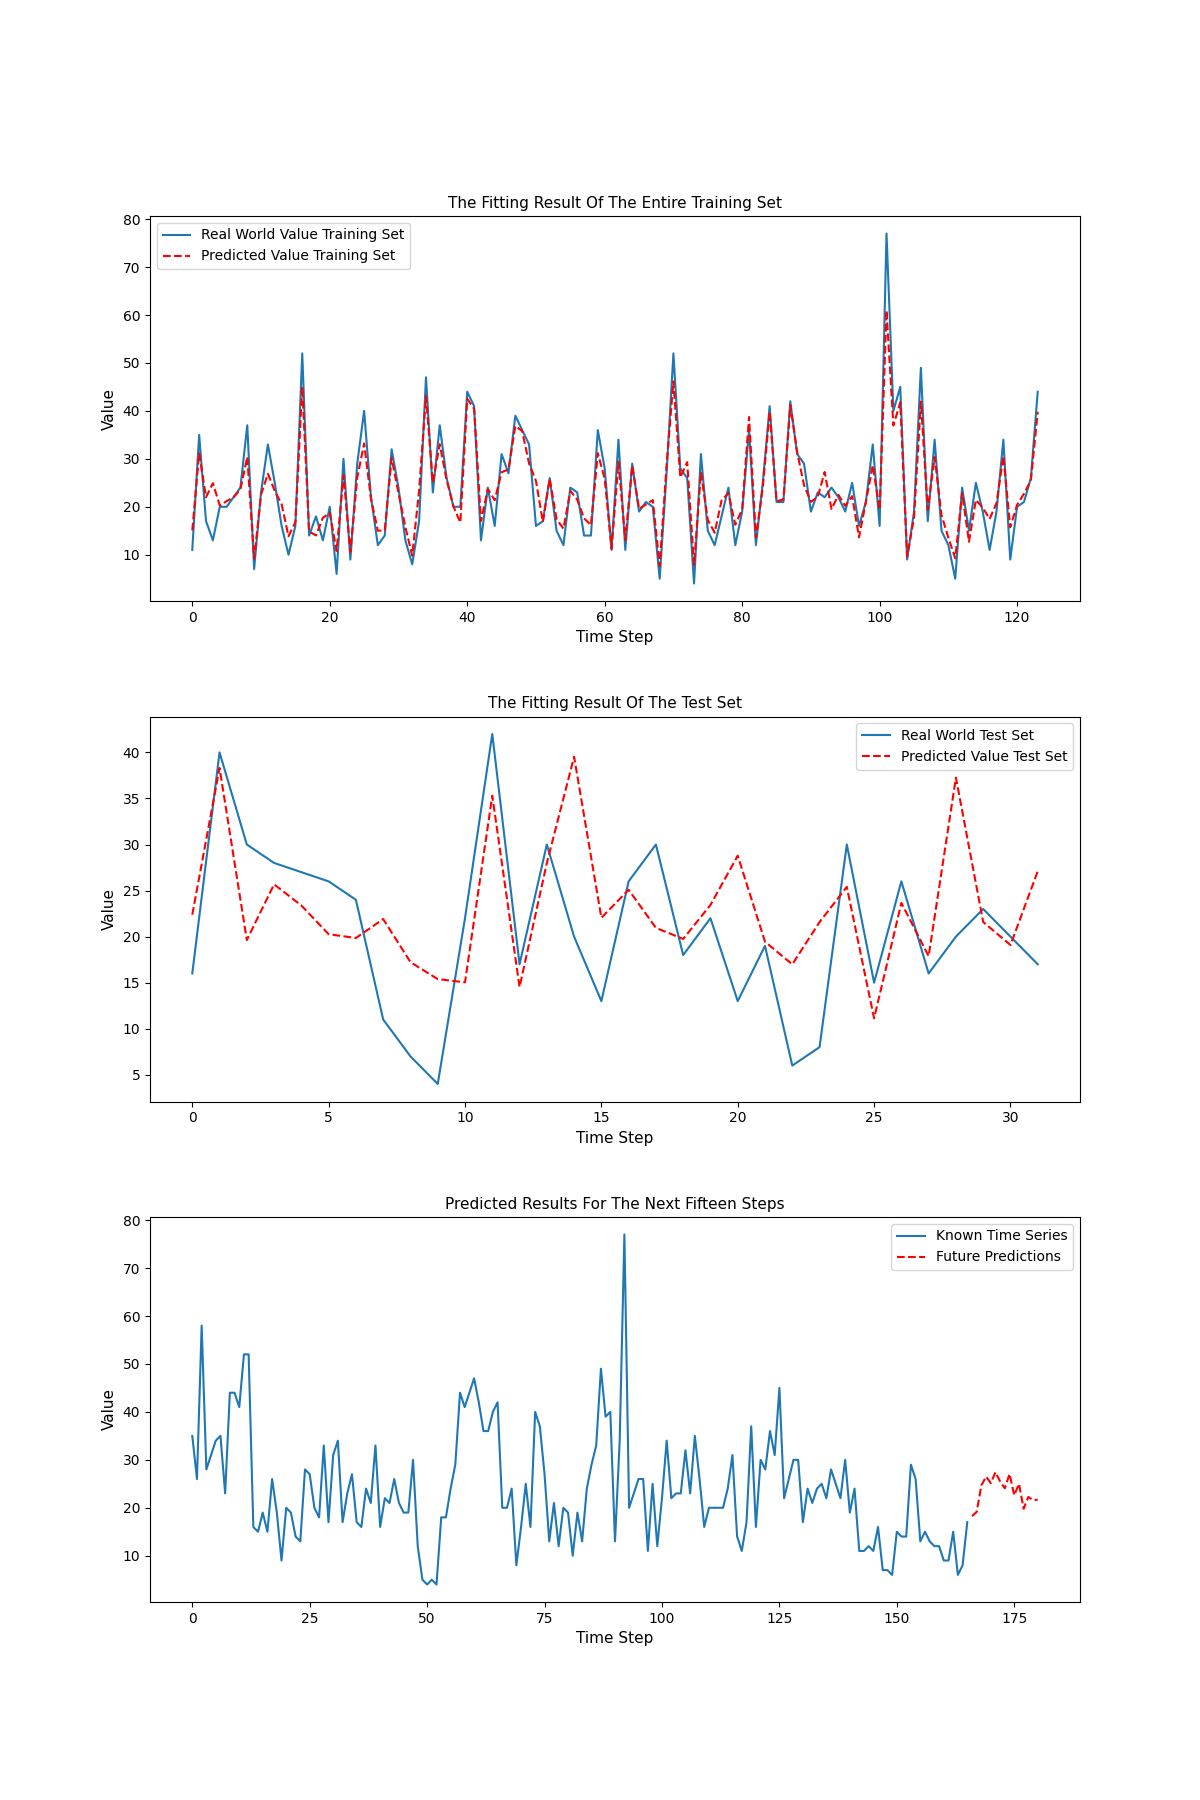 The Fitting Result Of The Entire Training Set
Real World Value Training Set
Predicted Value Training Set
Value
80
70
60
50
40
30
20
10
0 20 40 60 80 100 120
Time Step
The Fitting Result Of The Test Set
Real World Test Set
Predicted Value Test Set
Value
40
35
30
25
20
15
10
5
0 5 10 15 20 25 30
Time Step
Predicted Results For The Next Fifteen Steps
Known Time Series
Future Predictions
Value
80
70
60
50
40
30
20
10
0 25 50 75 100 125 150 175
Time Step